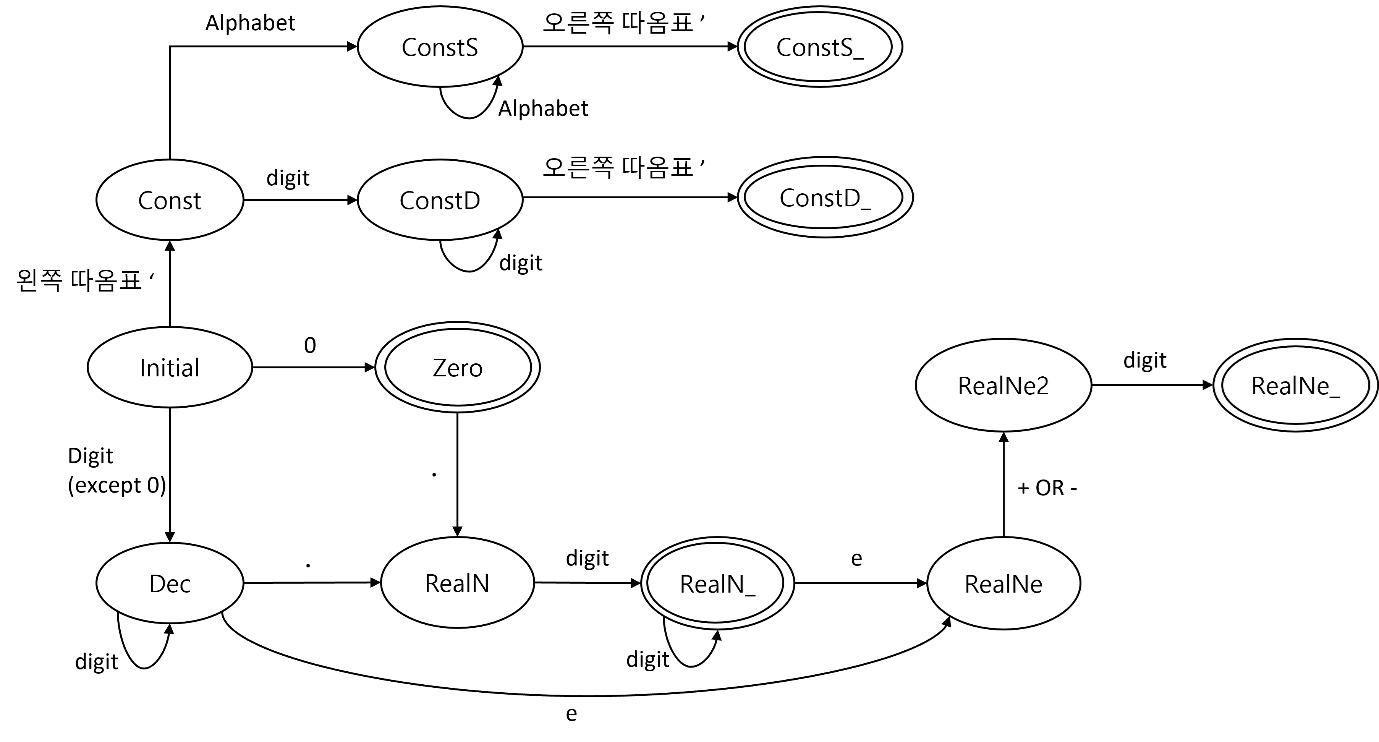 Alphabet
오른쪽 따옴표 ’
ConstS
ConstS_
Alphabet
오른쪽 따옴표 ’
digit
Const
ConstD
ConstD_
digit
왼쪽 따옴표 ‘
0
Initial
Zero
digit
RealNe2
RealNe_
Digit
(except 0)
.
+ OR -
.
digit
e
Dec
RealN
RealN_
RealNe
digit
digit
e